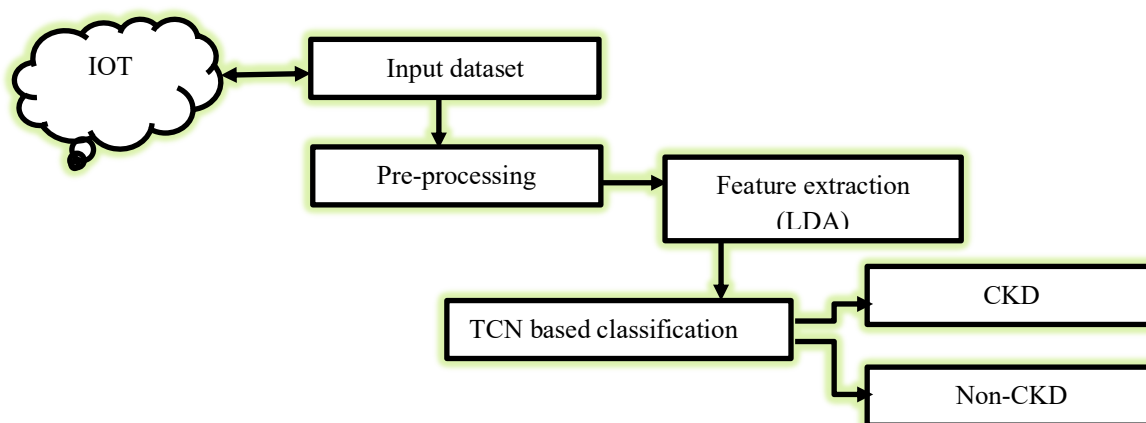 IOT
Input dataset
Pre-processing
Feature extraction
(LDA)
TCN based classification
CKD
Non-CKD